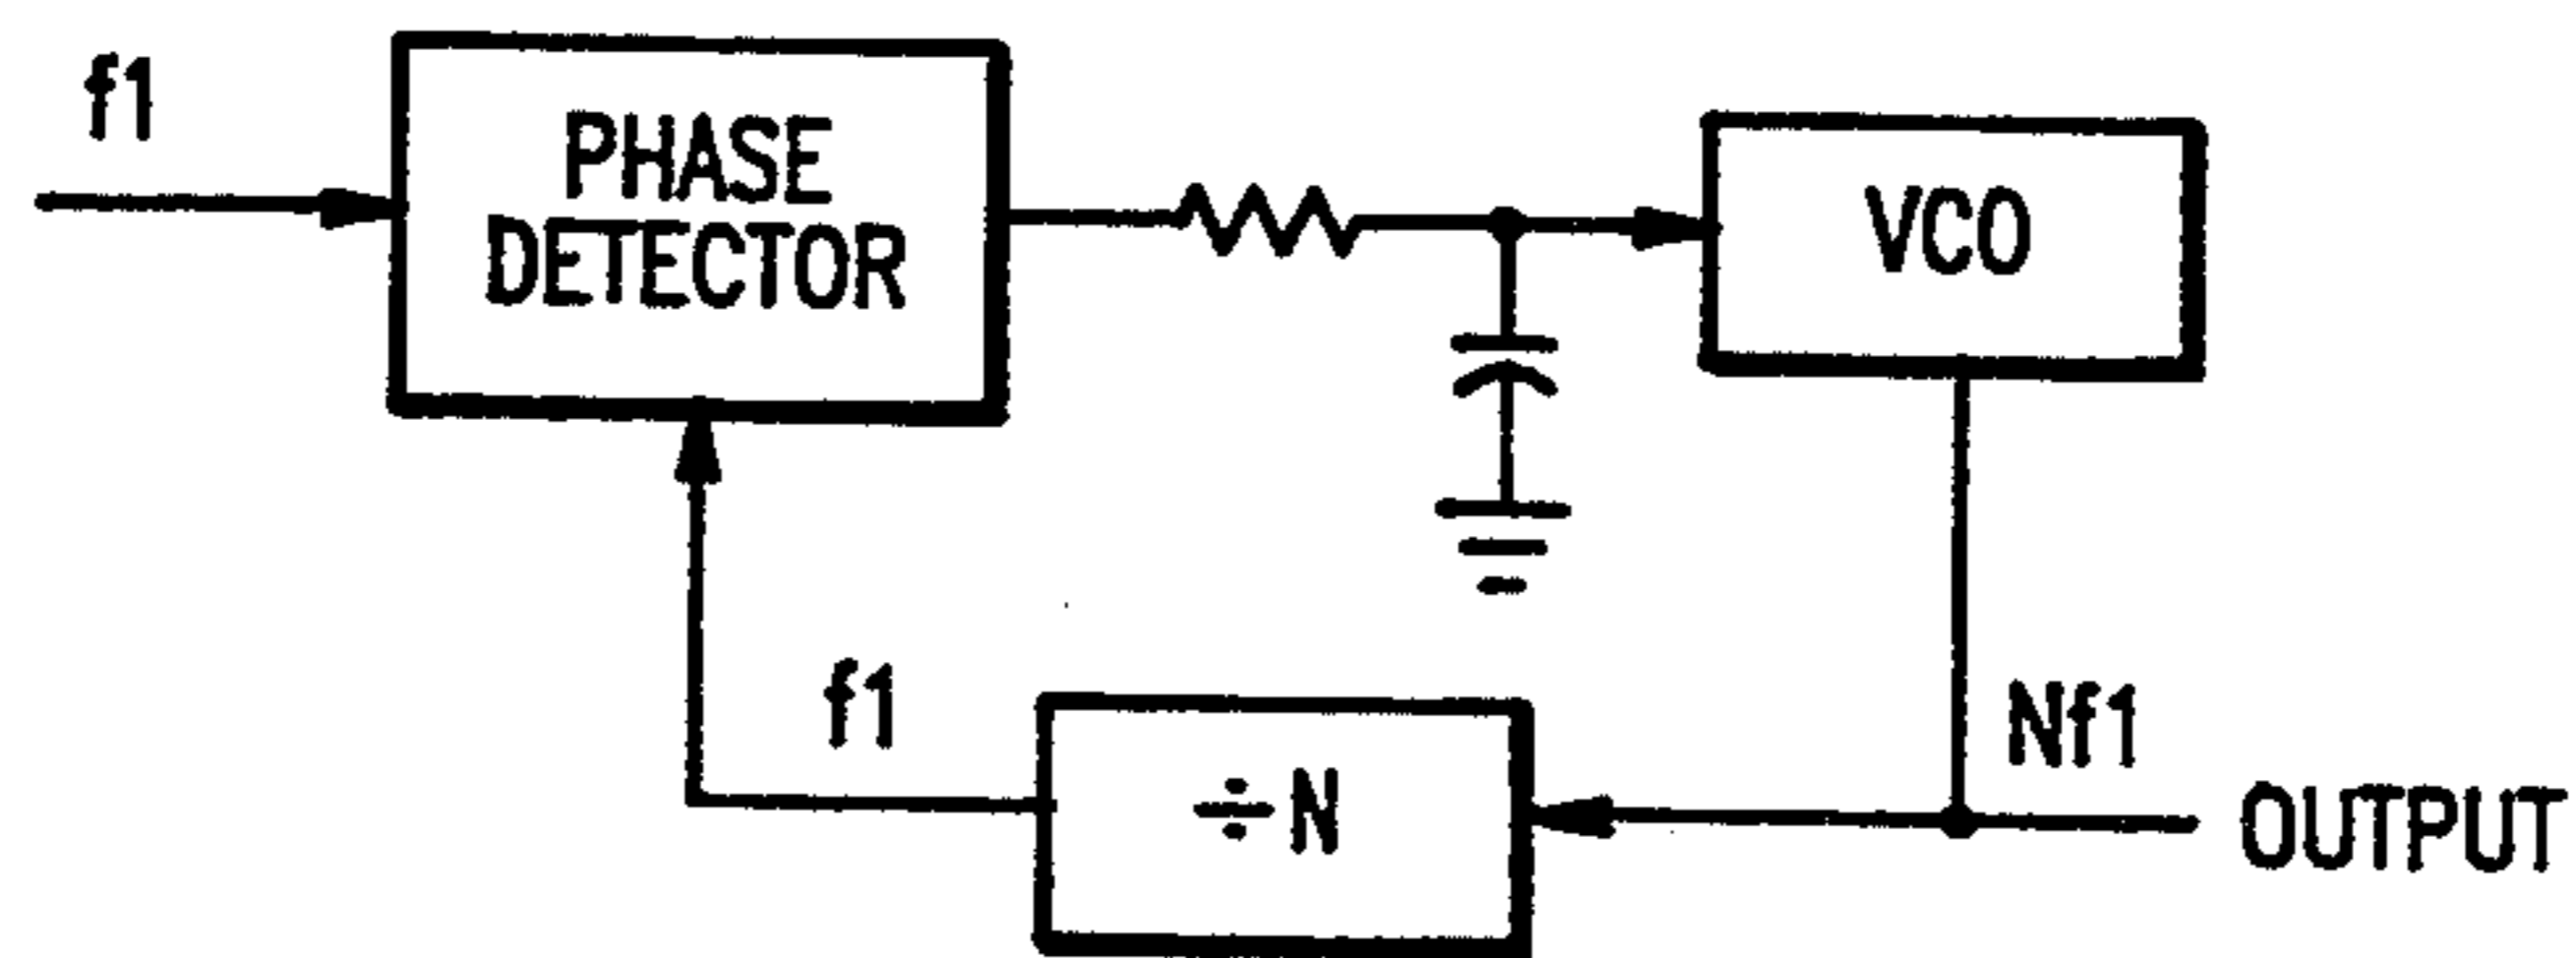 f1
PHASE
DETECTOR
VCO
f1
÷N
Nf1
OUTPUT